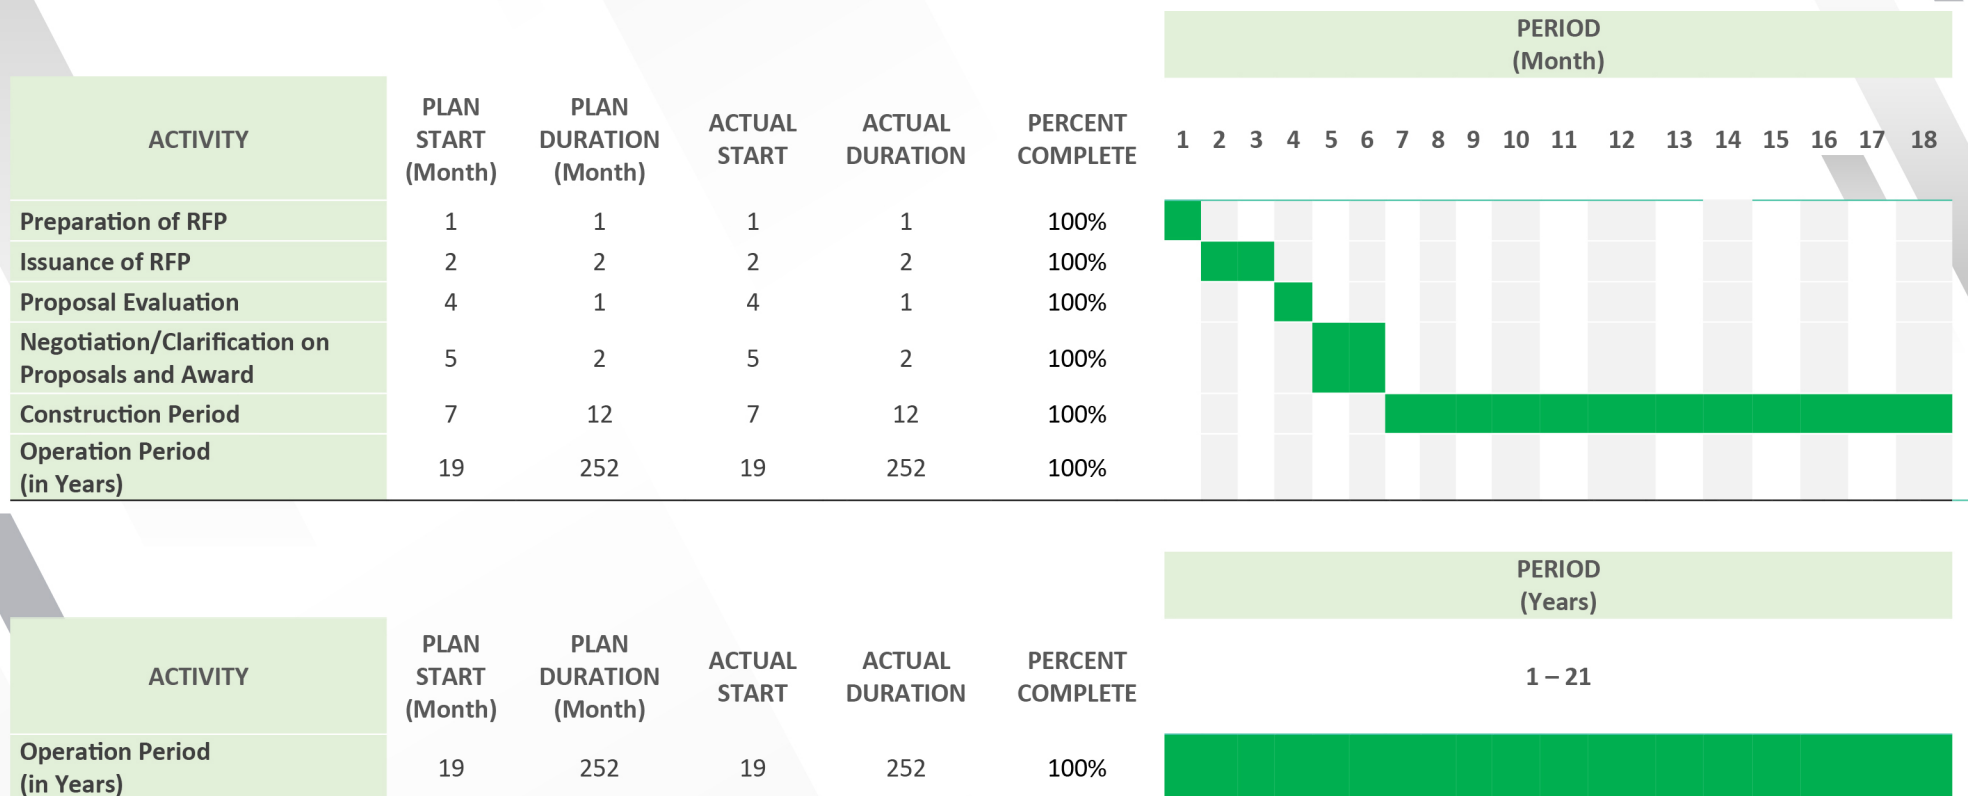 PERIOD
(Month)
ACTIVITY
PLAN
START
(Month)
PLAN
DURATION
(Month)
ACTUAL
START
ACTUAL
DURATION
PERCENT
COMPLETE
1 2 3 4 5 6 7 8 9 10 11 12 13 14 15 16 17 18
Preparation of RFP 1 1 1 1 100%
Issuance of RFP 2 2 2 2 100%
Proposal Evaluation 4 1 4 1 100%
Negotiation/Clarification on
Proposals and Award 5 2 5 2 100%
Construction Period 7 12 7 12 100%
Operation Period
(in Years) 19 252 19 252 100%
PERIOD
(Years)
ACTIVITY
PLAN
START
(Month)
PLAN
DURATION
(Month)
ACTUAL
START
ACTUAL
DURATION
PERCENT
COMPLETE
1 – 21
Operation Period
(in Years) 19 252 19 252 100%